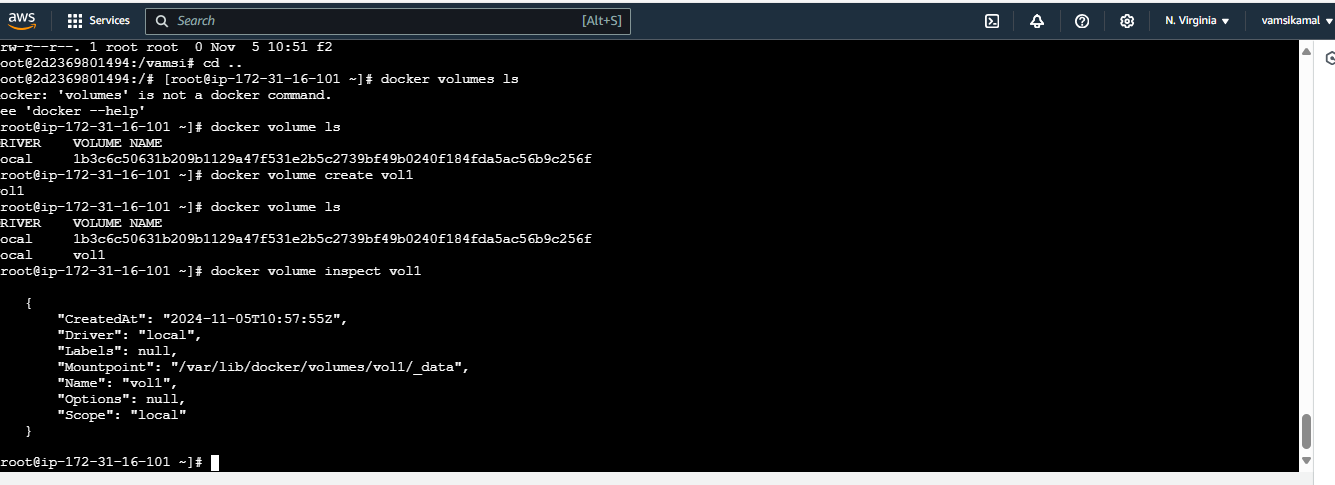 aws
Services
Search
[Alt+S]
N. Virginia
vamsikamal
rw-r--r--. 1 root root  0 Nov  5 10:51 f2
oot@2d2369801494:/vamsi# cd ..
oot@2d2369801494:/# [root@ip-172-31-16-101 ~]# docker volumes ls
ocker: 'volumes' is not a docker command.
ee 'docker --help'
root@ip-172-31-16-101 ~]# docker volume ls
RIVER    VOLUME NAME
ocal     1b3c6c50631b209b1129a47f531e2b5c2739bf49b0240f184fda5ac56b9c256f
root@ip-172-31-16-101 ~]# docker volume create vol1
ol1
root@ip-172-31-16-101 ~]# docker volume ls
RIVER    VOLUME NAME
ocal     1b3c6c50631b209b1129a47f531e2b5c2739bf49b0240f184fda5ac56b9c256f
ocal     vol1
root@ip-172-31-16-101 ~]# docker volume inspect vol1
   {
       "CreatedAt": "2024-11-05T10:57:55Z",
       "Driver": "local",
       "Labels": null,
       "Mountpoint": "/var/lib/docker/volumes/vol1/_data",
       "Name": "vol1",
       "Options": null,
       "Scope": "local"
   }
root@ip-172-31-16-101 ~]#